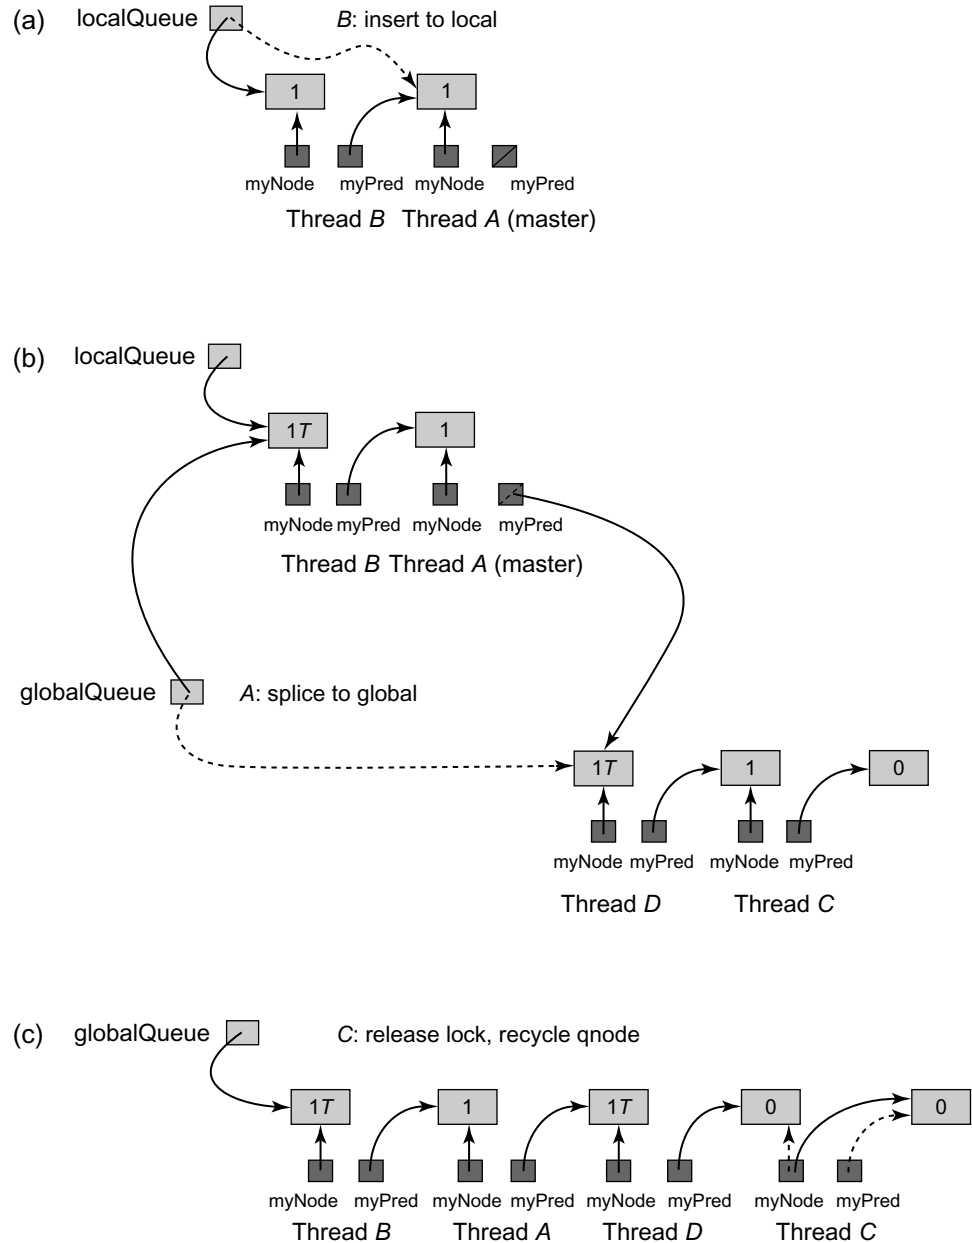 (a) localQueue B: insert to local
1 1
myNode myPred myNode myPred
Thread B Thread A (master)
(b) localQueue
1T 1
myNode myPred myNode myPred
Thread B Thread A (master)
globalQueue A: splice to global
1T 1 0
myNode myPred myNode myPred
Thread D Thread C
(c) globalQueue C: release lock, recycle qnode
1T 1 1T 0 0
myNode myPred myNode myPred myNode myPred myNode myPred
Thread B Thread A Thread D Thread C